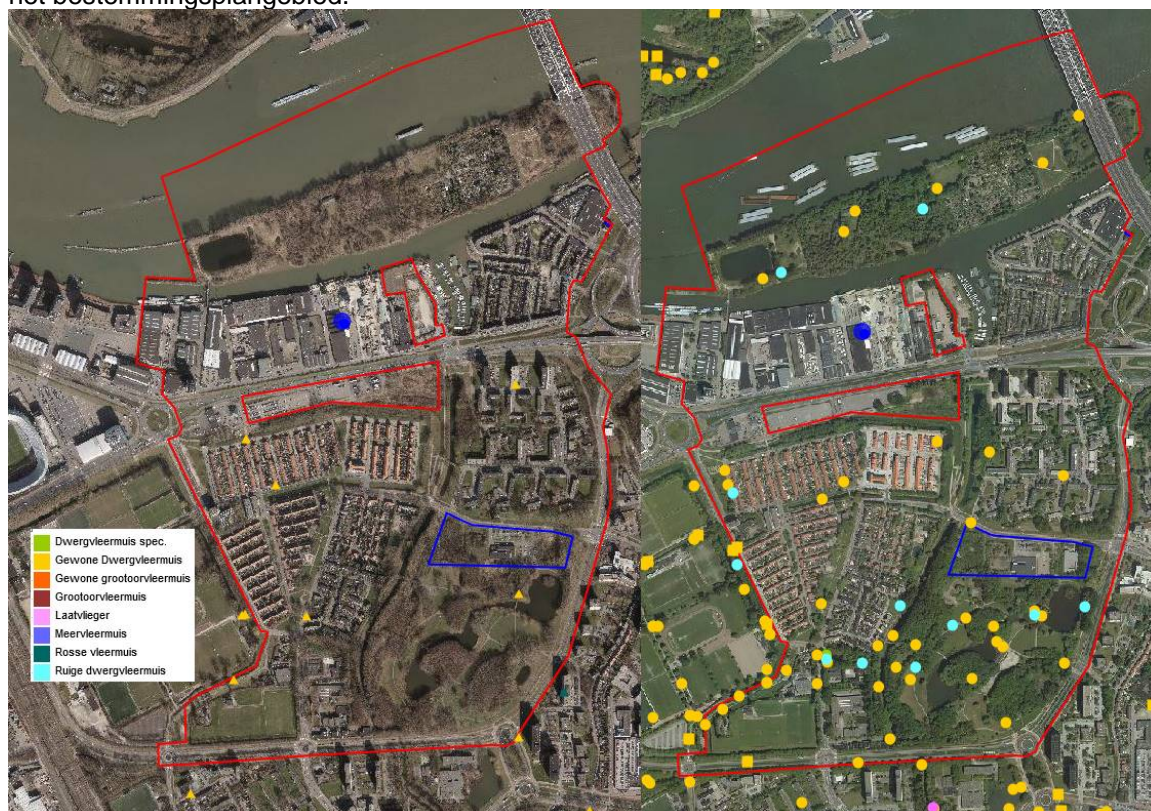 het bestemmingsplangebied.
Dwergvleermuis spec.
Gewone Dwergvleermuis
Gewone grootoorvleermuis
Grootoorvleermuis
Laatvlieger
Meervleermuis
Rosse vleermuis
Ruige dwergvleermuis